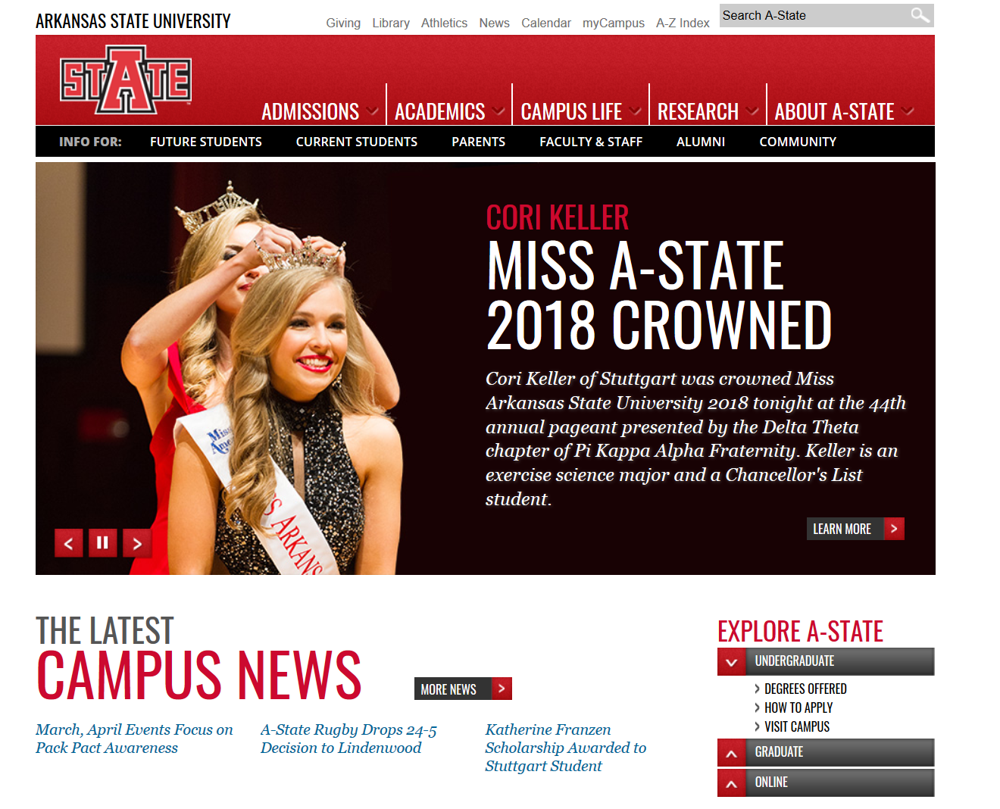 ARKANSAS STATE UNIVERSITY
Giving Library Athletics News Calendar myCampus A-Z Index
Search A-State
STATE
ADMISSIONS ACADEMICS CAMPUS LIFE RESEARCH ABOUT A-STATE
INFO FOR: FUTURE STUDENTS CURRENT STUDENTS PARENTS FACULTY & STAFF ALUMNI COMMUNITY
CORI KELLER
MISS A-STATE
2018 CROWNED
Cori Keller of Stuttgart was crowned Miss
Arkansas State University 2018 tonight at the 44th
annual pageant presented by the Delta Theta
chapter of Pi Kappa Alpha Fraternity. Keller is an
exercise science major and a Chancellor's List
student.
LEARN MORE
Miss
THE LATEST
CAMPUS NEWS
MORE NEWS
March, April Events Focus on
Pack Pact Awareness
A-State Rugby Drops 24-5
Decision to Lindenwood
Katherine Franzen
Scholarship Awarded to
Stuttgart Student
EXPLORE A-STATE
UNDERGRADUATE
DEGREES OFFERED
HOW TO APPLY
VISIT CAMPUS
GRADUATE
ONLINE